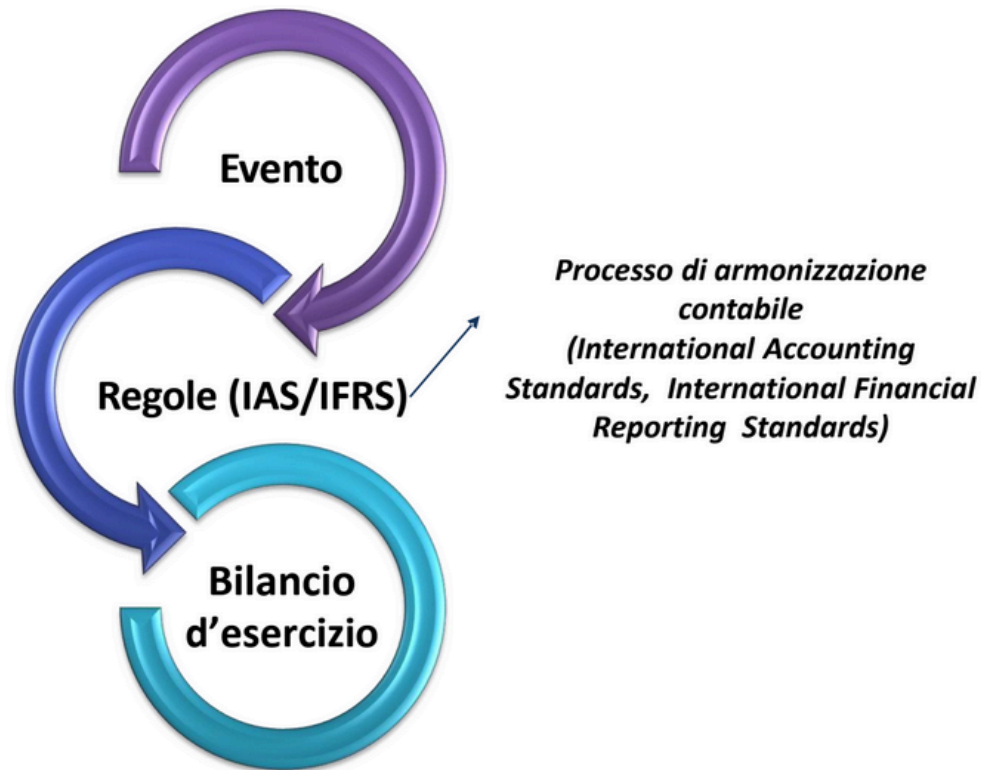 Evento
Regole (IAS/IFRS)
Processo di armonizzazione
contabile
(International Accounting
Standards, International Financial
Reporting Standards)
Bilancio
d'esercizio